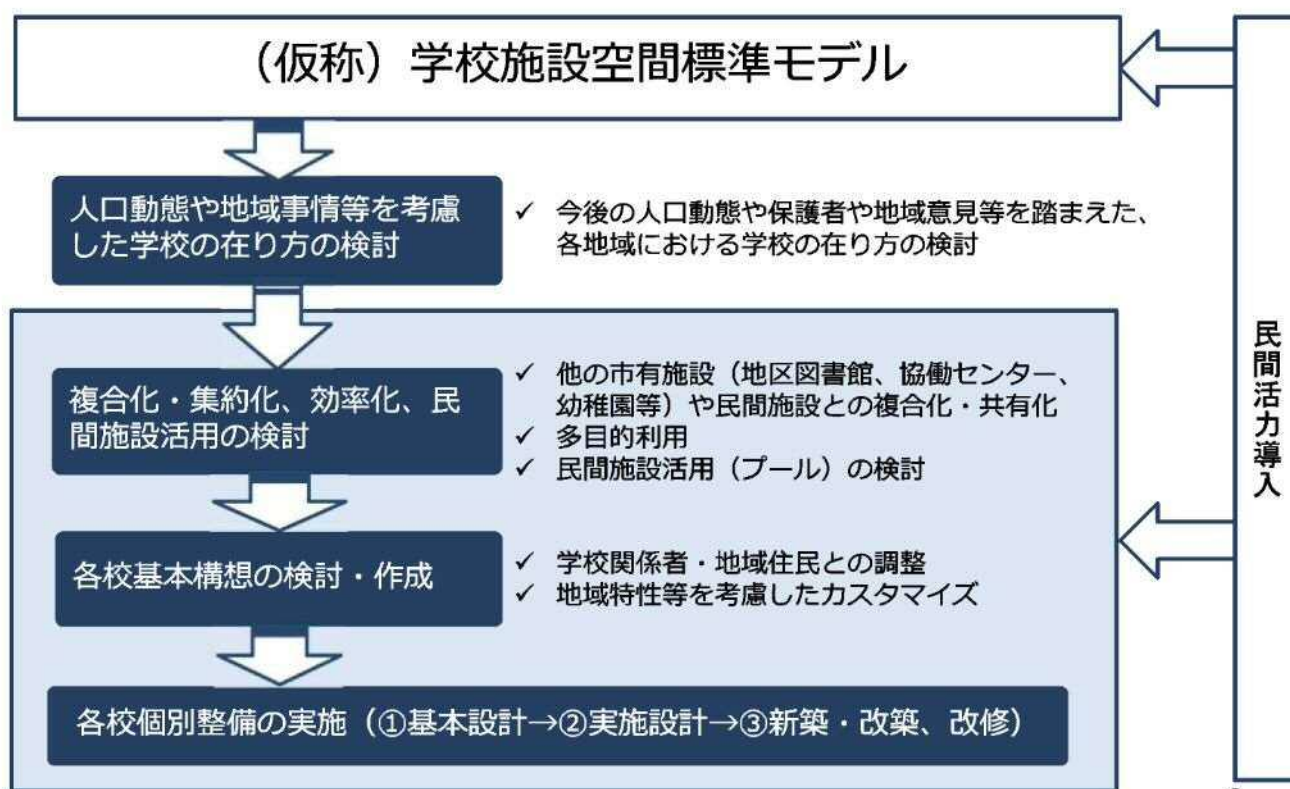 （仮称）学校施設空間標準モデル
人口動態や地域事情等を考慮
した学校の在り方の検討
✓ 今後の人口動態や保護者や地域意見等を踏まえた、
各地域における学校の在り方の検討
複合化・集約化、効率化、民
間施設活用の検討
✓ 他の市有施設（地区図書館、協働センター、
幼稚園等）や民間施設との複合化・共有化
✓ 多目的利用
✓ 民間施設活用（プール）の検討
各校基本構想の検討・作成
✓ 学校関係者・地域住民との調整
✓ 地域特性等を考慮したカスタマイズ
各校個別整備の実施（①基本設計→②実施設計→③新築・改築、改修）
民間活力導入